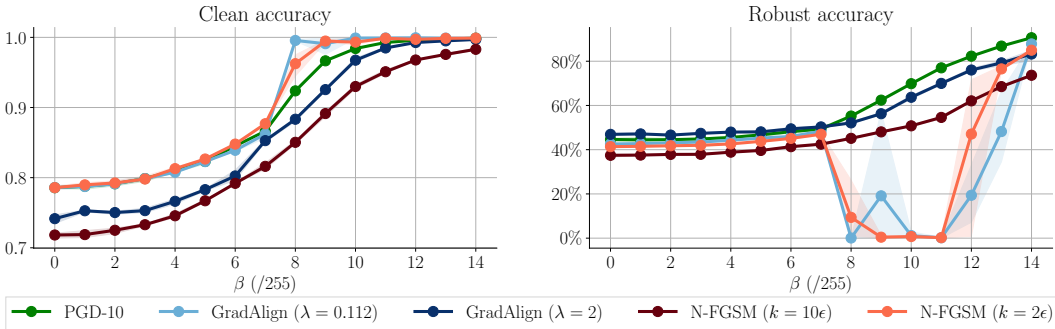 Clean accuracy
1.0
0.9
0.8
0.7
0 2 4 6 8 10 12 14
β (/255)
Robust accuracy
80%
60%
40%
20%
0%
0 2 4 6 8 10 12 14
β (/255)
PGD-10 GradAlign (λ = 0.112) GradAlign (λ = 2) N-FGSM (k = 10ϵ) N-FGSM (k = 2ϵ)